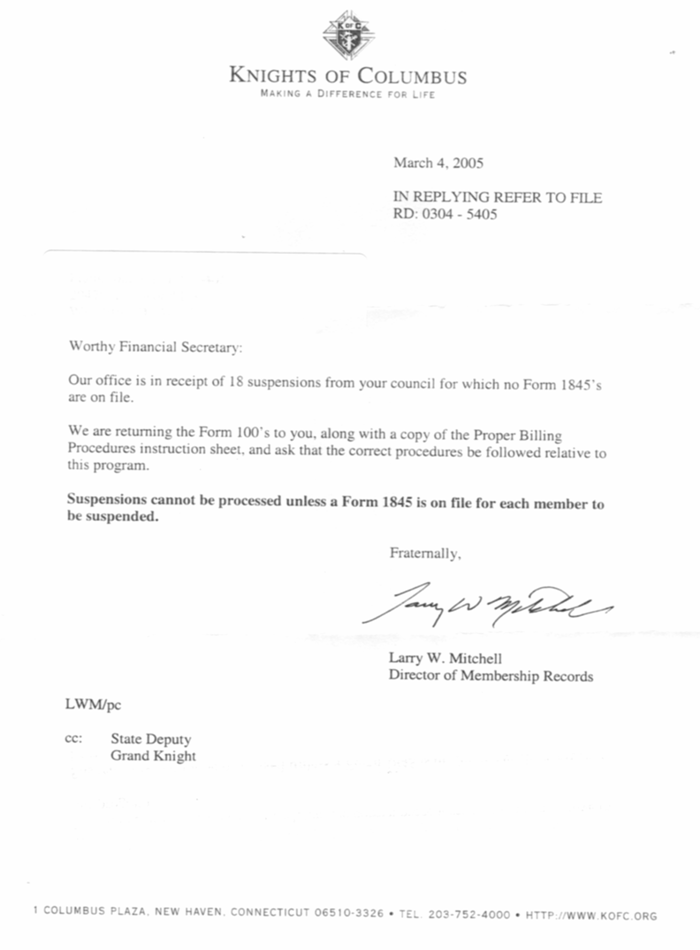 K OF C
KNIGHTS OF COLUMBUS
MAKING A DIFFERENCE FOR LIFE
March 4, 2005
IN REPLYING REFER TO FILE
RD: 0304 - 5405
Worthy Financial Secretary:
Our office is in receipt of 18 suspensions from your council for which no Form 1845's
are on file.
We are returning the Form 100's to you, along with a copy of the Proper Billing
Procedures instruction sheet, and ask that the correct procedures be followed relative to
this program.
Suspensions cannot be processed unless a Form 1845 is on file for each member to
be suspended.
Fraternally,
Larry W Mitchell
Larry W. Mitchell
Director of Membership Records
LWM/pc
cc: State Deputy
Grand Knight
1 COLUMBUS PLAZA, NEW HAVEN, CONNECTICUT 06510-3326 • TEL. 203-752-4000 • HTTP://WWW.KOFC.ORG